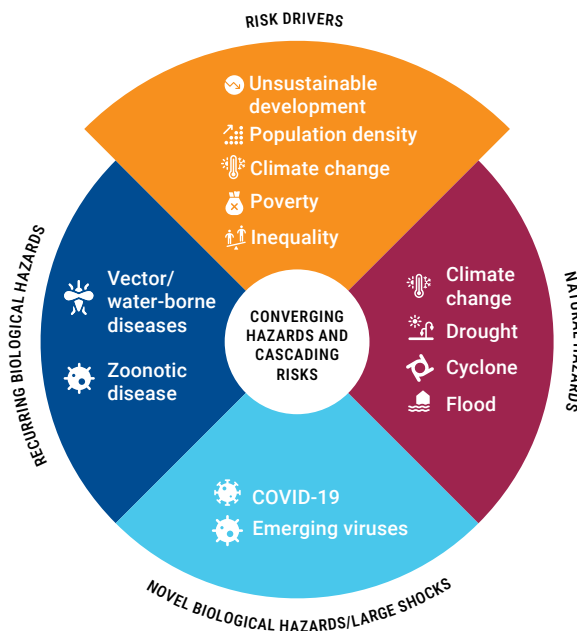 RISK DRIVERS
Unsustainable
development
Population density
Climate change
Poverty
Inequality
RECURRING BIOLOGICAL HAZARDS
Vector/
water-borne
diseases
Zoonotic
disease
CONVERGING
HAZARDS AND
CASCADING
RISKS
Climate
change
Drought
Cyclone
Flood
NATURAL HAZARDS
COVID-19
Emerging viruses
NOVEL BIOLOGICAL HAZARDS/LARGE SHOCKS